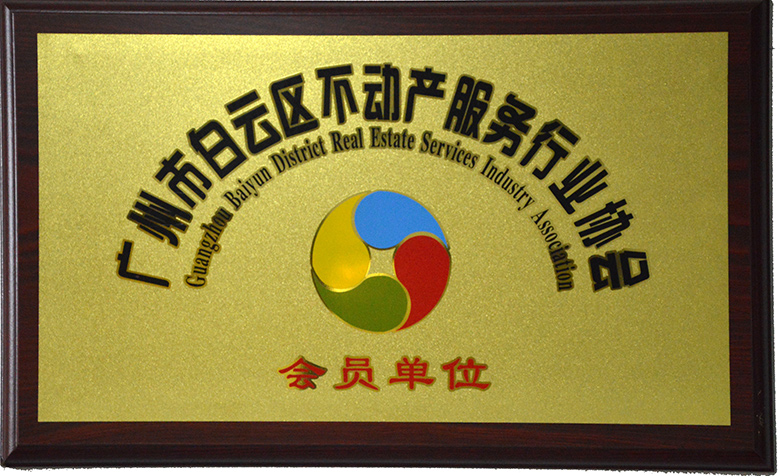 广州市白云区不动产服务行业协会
Guangzhou Baiyun District Real Estate Services Industry Association
会员单位